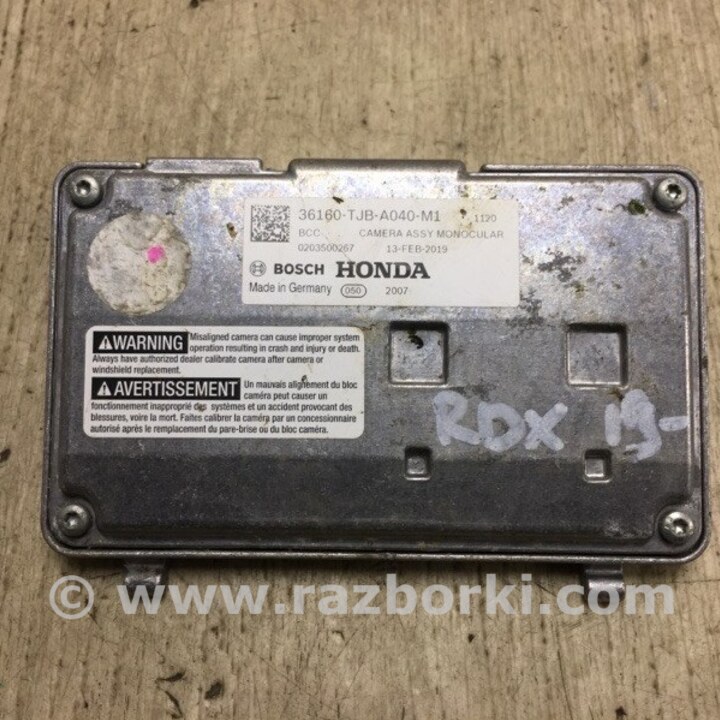 36160-TJB-A040-M1 1120
BCC CAMERA ASSY MONOCULAR
0203500267 13-FEB-2019
BOSCH HONDA
Made in Germany 050 2007
WARNING Misaligned camera can cause improper system
operation resulting in crash and injury or death.
Always have authorized dealer calibrate camera after camera or
windshield replacement.
AVERTISSEMENT Un mauvais alignement du bloc
caméra peut causer un
fonctionnement inapproprié des systèmes et un accident provocant des
blessures, voire la mort. Faites calibrer la caméra par un concessionnaire
autorisé après le remplacement du pare-brise ou du bloc caméra.
RDX 19-
© www.razborki.com